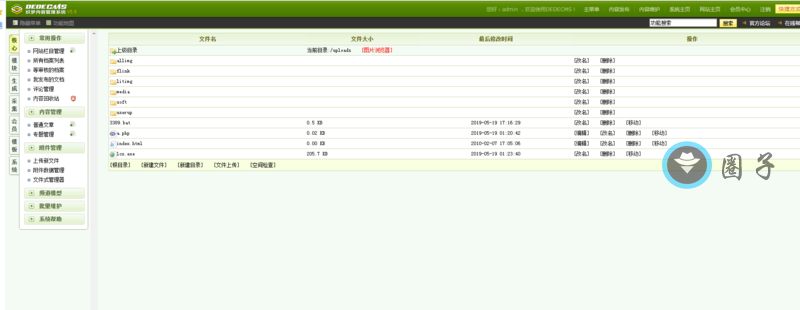 DEDECMS
织梦内容管理系统 V5.6
您好：admin ，欢迎使用DEDECMS！ 主菜单 内容发布 内容维护 系统主页 网站主页 会员中心 注销
隐藏菜单 功能地图
功能搜索 搜索 官方论坛
核心
模块
生成
采集
会员
模板
系统
常用操作
网站栏目管理
所有档案列表
等审核的档案
我发布的文档
评论管理
内容回收站
内容管理
普通文章
专题管理
附件管理
上传新文件
附件数据管理
文件式管理器
频道模型
批量维护
系统帮助
文件名 文件大小 最后修改时间 操作
上级目录 当前目录:/uploads [图片浏览器]
allimg [改名] [删除]
flink [改名] [删除]
litimg [改名] [删除]
media [改名] [删除]
soft [改名] [删除]
userup [改名] [删除]
3389.bat 0.5 KB 2019-05-19 17:16:29 [改名] [删除] [移动]
a.php 0.02 KB 2019-05-19 01:20:42 [编辑] [改名] [删除] [移动]
index.html 0.00 KB 2010-02-07 17:05:06 [编辑] [改名] [删除] [移动]
lcx.exe 205.7 KB 2019-05-19 01:23:40 [改名] [删除] [移动]
[根目录] [新建文件] [新建目录] [文件上传] [空间检查]
圈子